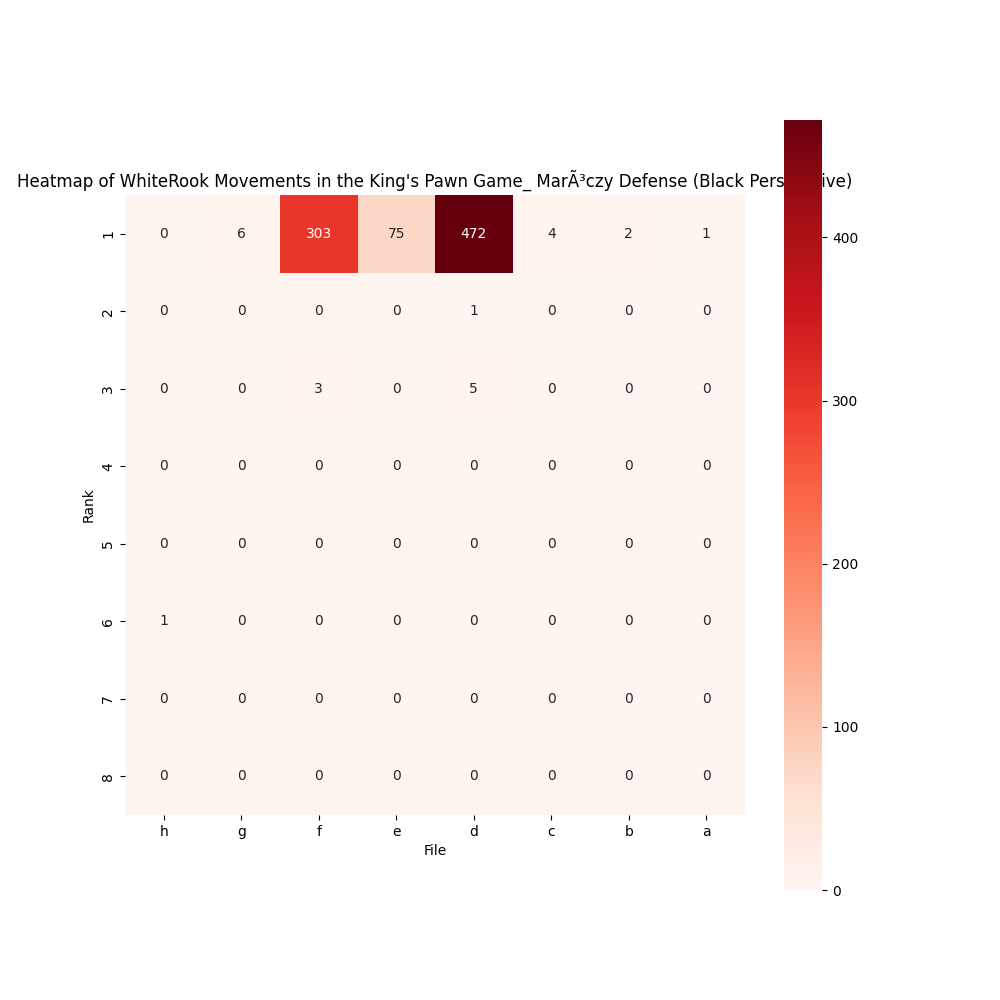 Heatmap of WhiteRook Movements in the King's Pawn Game_ MarÃ³czy Defense (Black Pers ive)
1 0 6 303 75 472 4 2 1
400
2 0 0 0 0 1 0 0 0
3 0 0 3 0 5 0 0 0
300
4 0 0 0 0 0 0 0 0
Rank
5 0 0 0 0 0 0 0 0
200
6 1 0 0 0 0 0 0 0
7 0 0 0 0 0 0 0 0
100
8 0 0 0 0 0 0 0 0
h g f e d c b a
File
0